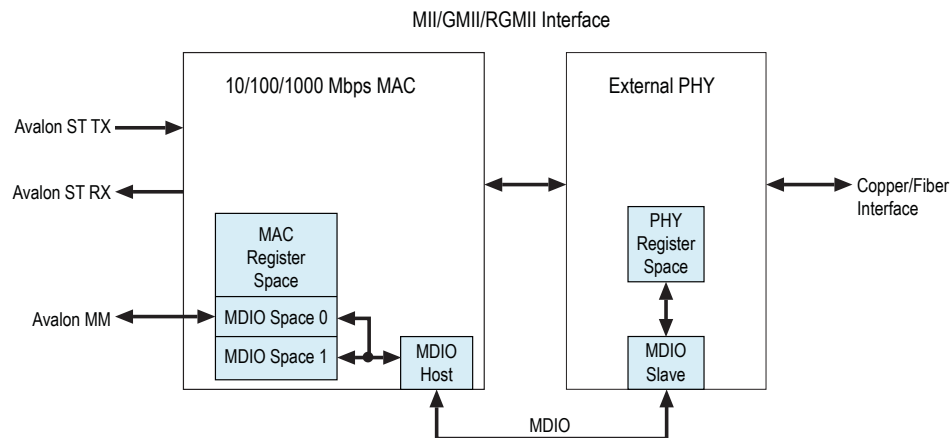 MII/GMII/RGMII Interface
10/100/1000 Mbps MAC
External PHY
Avalon ST TX
Avalon ST RX
Copper/Fiber
Interface
MAC
Register
Space
PHY
Register
Space
Avalon MM
MDIO Space 0
MDIO Space 1
MDIO
Host
MDIO
Slave
MDIO